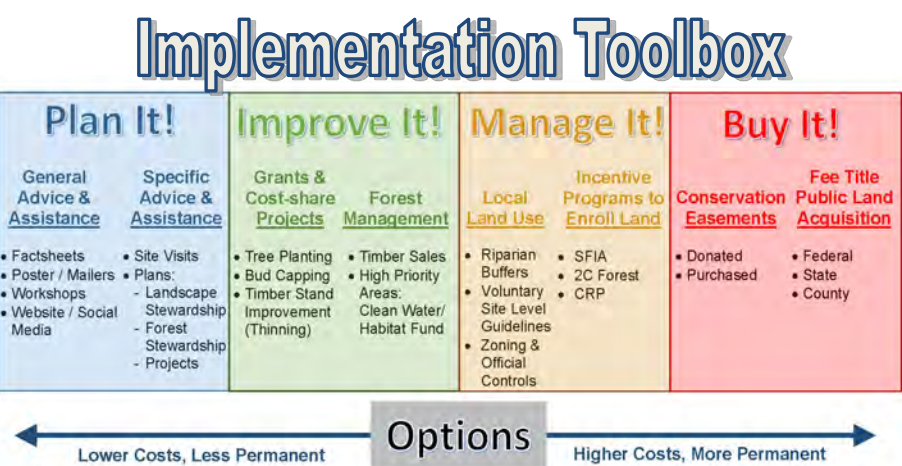 Implementation Toolbox
Plan It!
General
Advice &
Assistance
• Factsheets
• Poster / Mailers
• Workshops
• Website / Social
Media
Specific
Advice &
Assistance
• Site Visits
• Plans:
- Landscape
Stewardship
- Forest
Stewardship
- Projects
Improve It!
Grants &
Cost-share
Projects
• Tree Planting
• Bud Capping
• Timber Stand
Improvement
(Thinning)
Forest
Management
• Timber Sales
• High Priority
Areas:
Clean Water/
Habitat Fund
Manage It!
Local
Land Use
• Riparian
Buffers
• Voluntary
Site Level
Guidelines
• Zoning &
Official
Controls
Incentive
Programs to
Enroll Land
• SFIA
• 2C Forest
• CRP
Buy It!
Conservation
Easements
• Donated
• Purchased
Fee Title
Public Land
Acquisition
• Federal
• State
• County
Options
Lower Costs, Less Permanent
Higher Costs, More Permanent